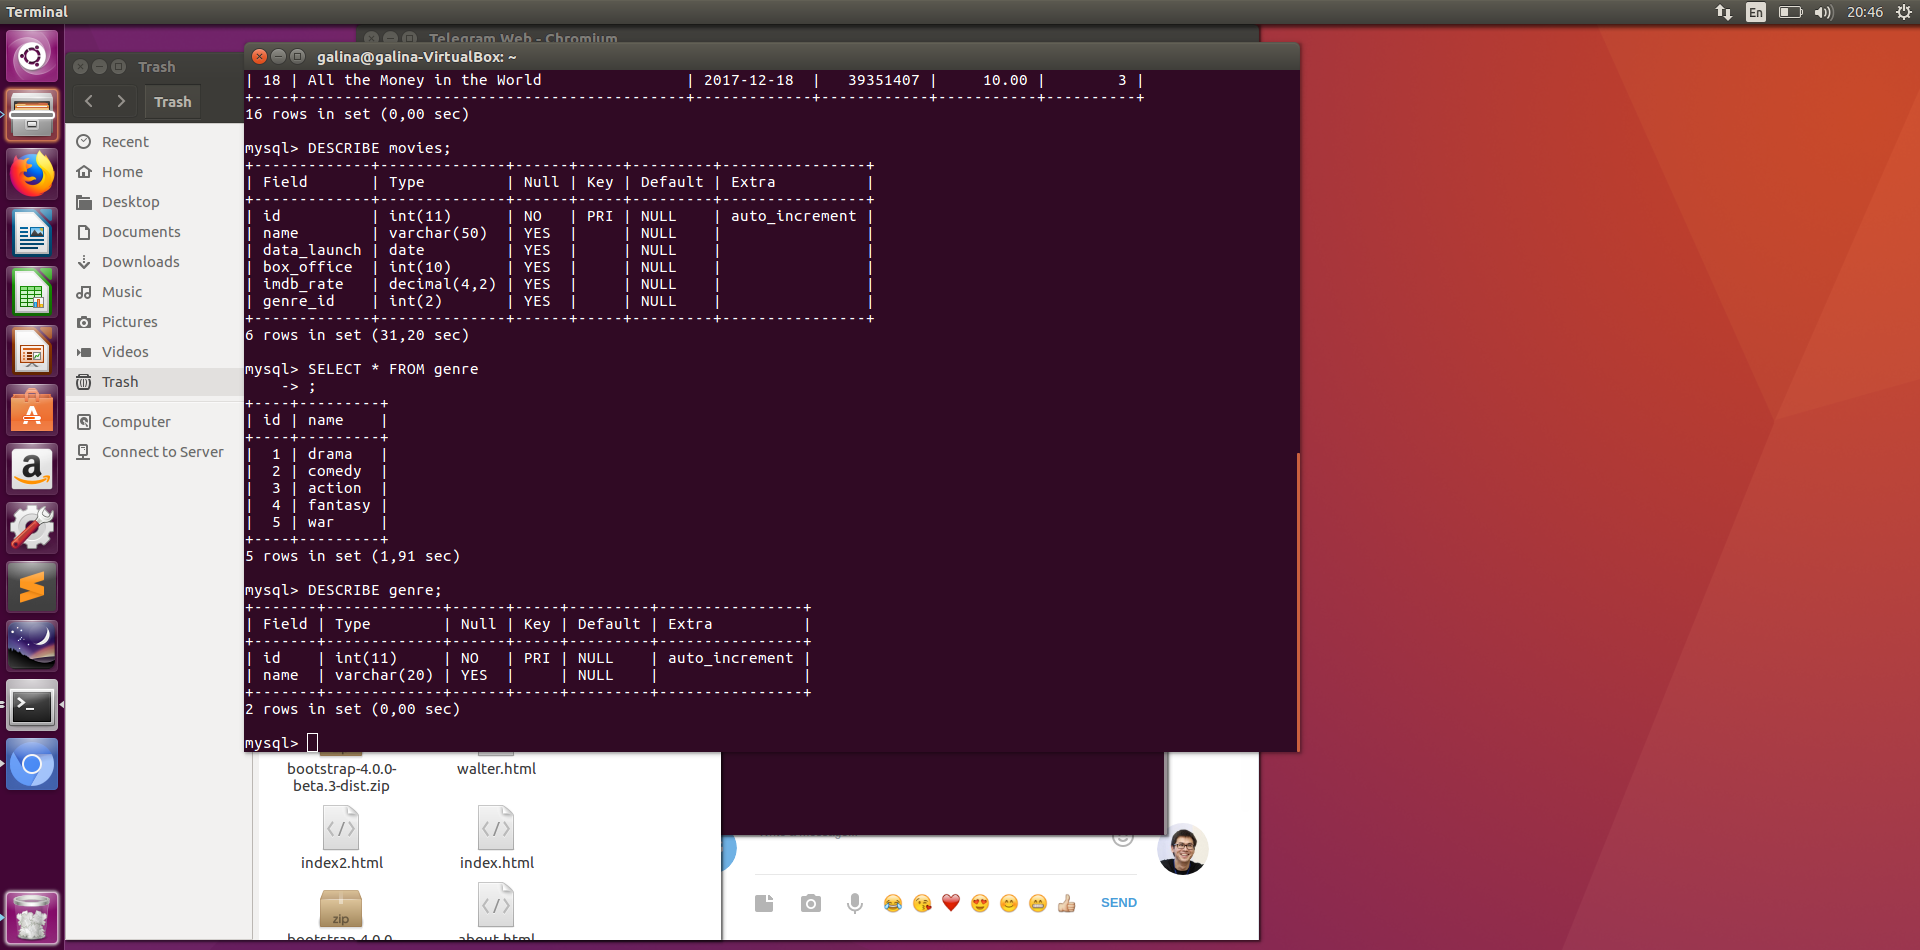 Terminal
En
20:46
Telegram Web - Chromium
galina@galina-VirtualBox: ~
Trash
Trash
Recent
Home
Desktop
Documents
Downloads
Music
Pictures
Videos
Trash
Computer
Connect to Server
| 18 | All the Money in the World                | 2017-12-18  |   39351407 |     10.00 |        3 |
+----+-------------------------------------------+-------------+------------+-----------+----------+
16 rows in set (0,00 sec)
mysql> DESCRIBE movies;
+-------------+--------------+------+-----+---------+----------------+
| Field       | Type         | Null | Key | Default | Extra          |
+-------------+--------------+------+-----+---------+----------------+
| id          | int(11)      | NO   | PRI | NULL    | auto_increment |
| name        | varchar(50)  | YES  |     | NULL    |                |
| data_launch | date         | YES  |     | NULL    |                |
| box_office  | int(10)      | YES  |     | NULL    |                |
| imdb_rate   | decimal(4,2) | YES  |     | NULL    |                |
| genre_id    | int(2)       | YES  |     | NULL    |                |
+-------------+--------------+------+-----+---------+----------------+
6 rows in set (31,20 sec)
mysql> SELECT * FROM genre
    -> ;
+----+---------+
| id | name    |
+----+---------+
|  1 | drama   |
|  2 | comedy  |
|  3 | action  |
|  4 | fantasy |
|  5 | war     |
+----+---------+
5 rows in set (1,91 sec)
mysql> DESCRIBE genre;
+-------+-------------+------+-----+---------+----------------+
| Field | Type        | Null | Key | Default | Extra          |
+-------+-------------+------+-----+---------+----------------+
| id    | int(11)     | NO   | PRI | NULL    | auto_increment |
| name  | varchar(20) | YES  |     | NULL    |                |
+-------+-------------+------+-----+---------+----------------+
2 rows in set (0,00 sec)
mysql>
bootstrap-4.0.0-
beta.3-dist.zip
walter.html
index2.html
index.html
zip
bootstrap-4.0.0-
about.html
SEND